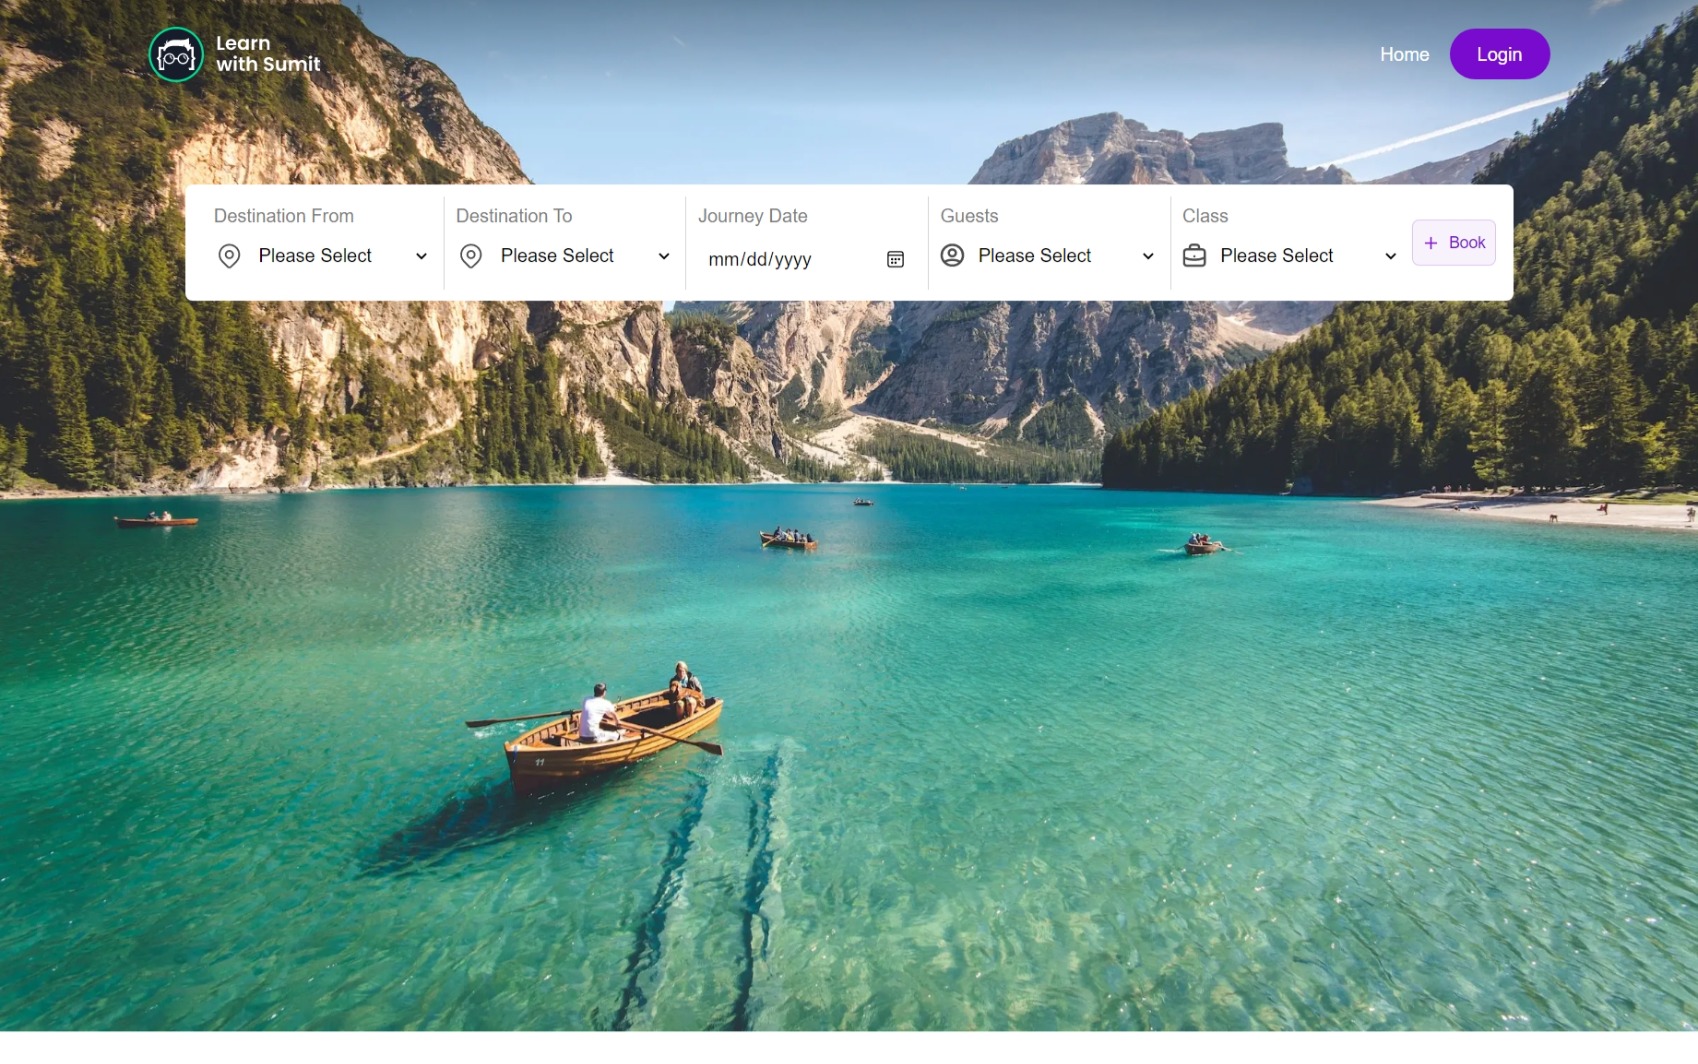 Learn
with Sumit
Home
Login
Destination From
Please Select
Destination To
Please Select
Journey Date
mm/dd/yyyy
Guests
Please Select
Class
Please Select
+ Book
11